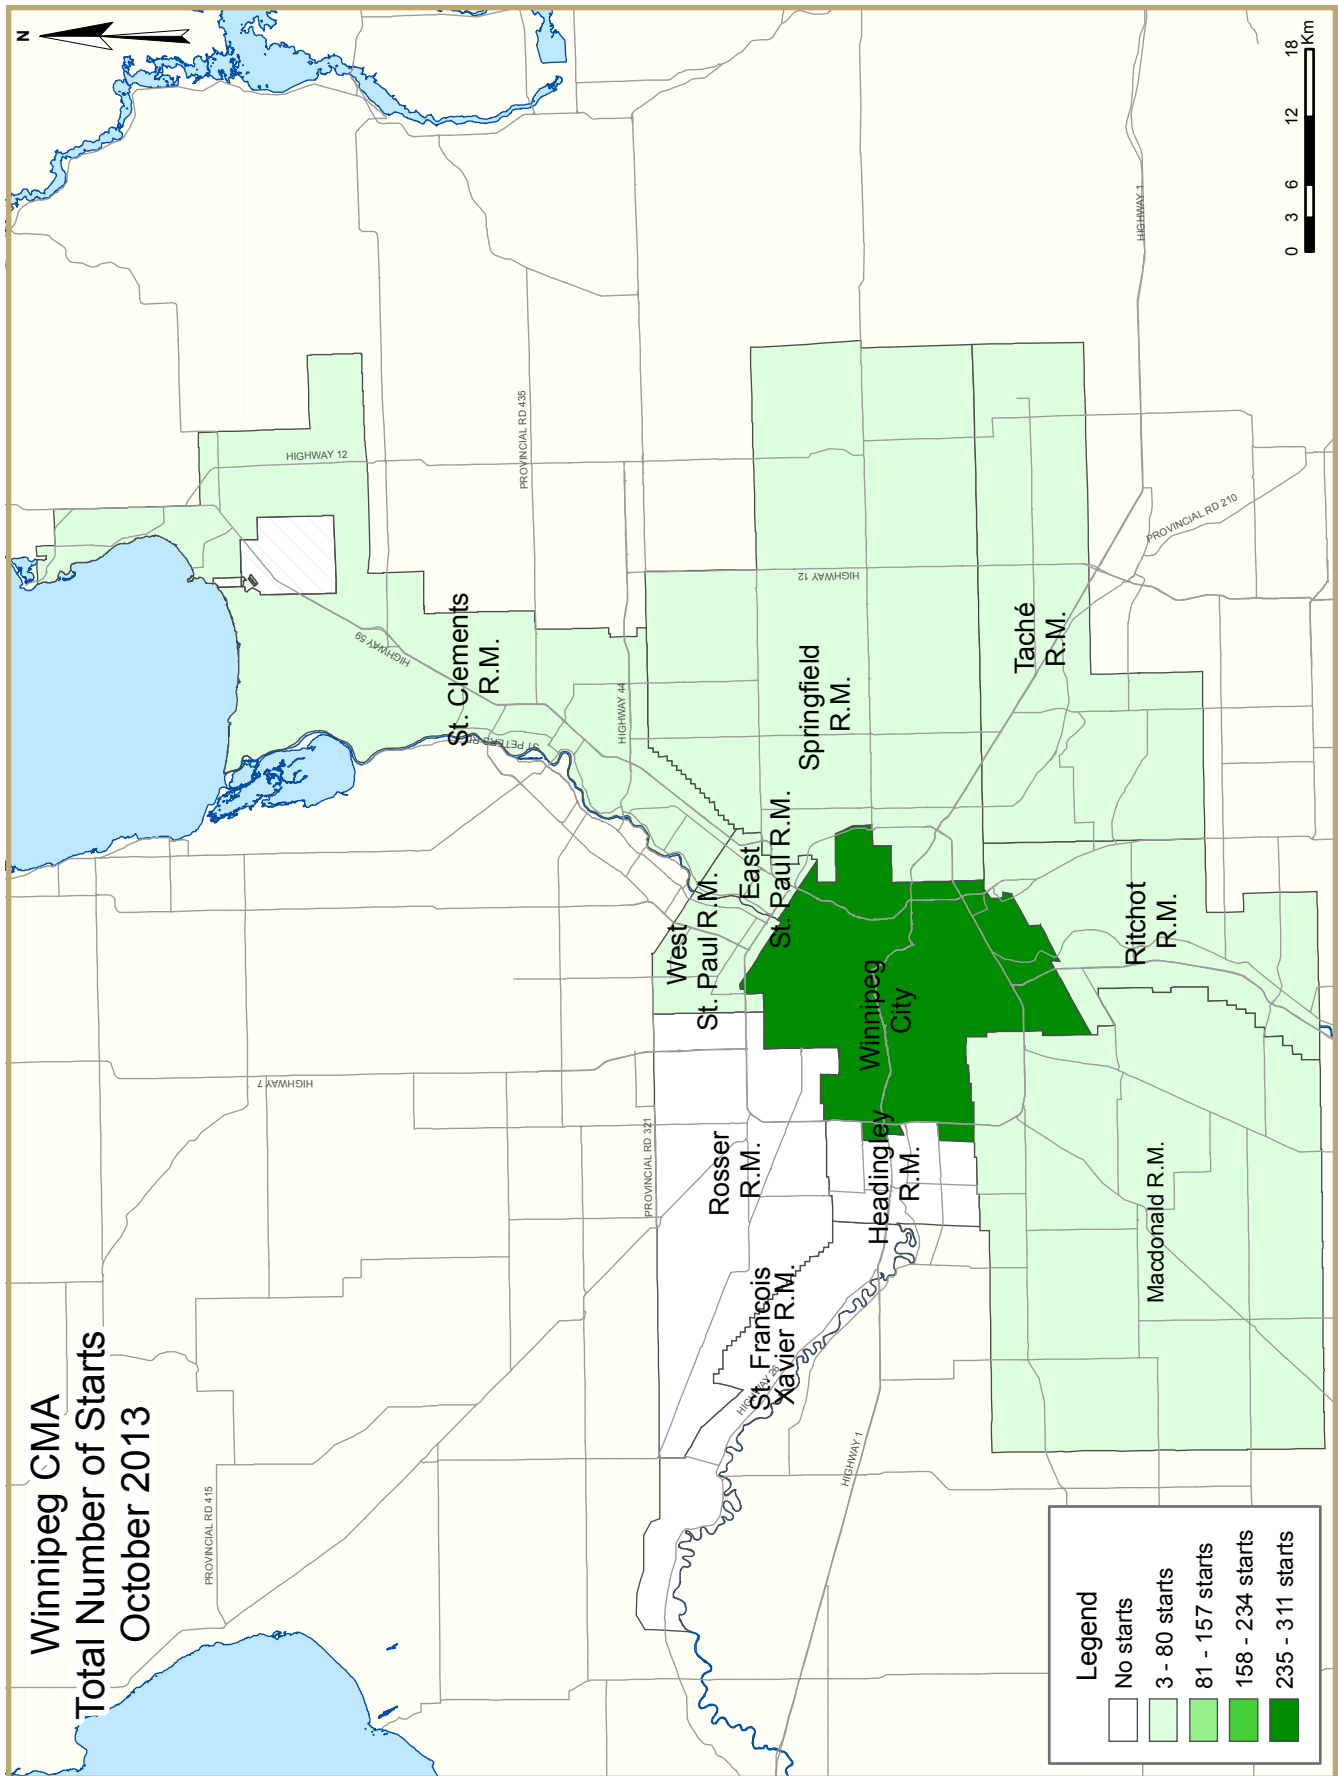 Winnipeg CMA
Total Number of Starts
October 2013
N
HIGHWAY 12
PROVINCIAL RD 435
HIGHWAY 59
St. Clements
R.M.
ST PETERS RD
HIGHWAY 44
HIGHWAY 7
PROVINCIAL RD 415
PROVINCIAL RD 321
West
St. Paul R.M.
East
St. Paul R.M.
Springfield
R.M.
HIGHWAY 12
HIGHWAY 1
PROVINCIAL RD 210
Taché
R.M.
Rosser
R.M.
St. Francois
Xavier R.M.
HIGHWAY 26
Headingley
R.M.
Winnipeg
City
HIGHWAY 1
Ritchot
R.M.
Macdonald R.M.
Legend
No starts
3 - 80 starts
81 - 157 starts
158 - 234 starts
235 - 311 starts
0 3 6 12 18
Km